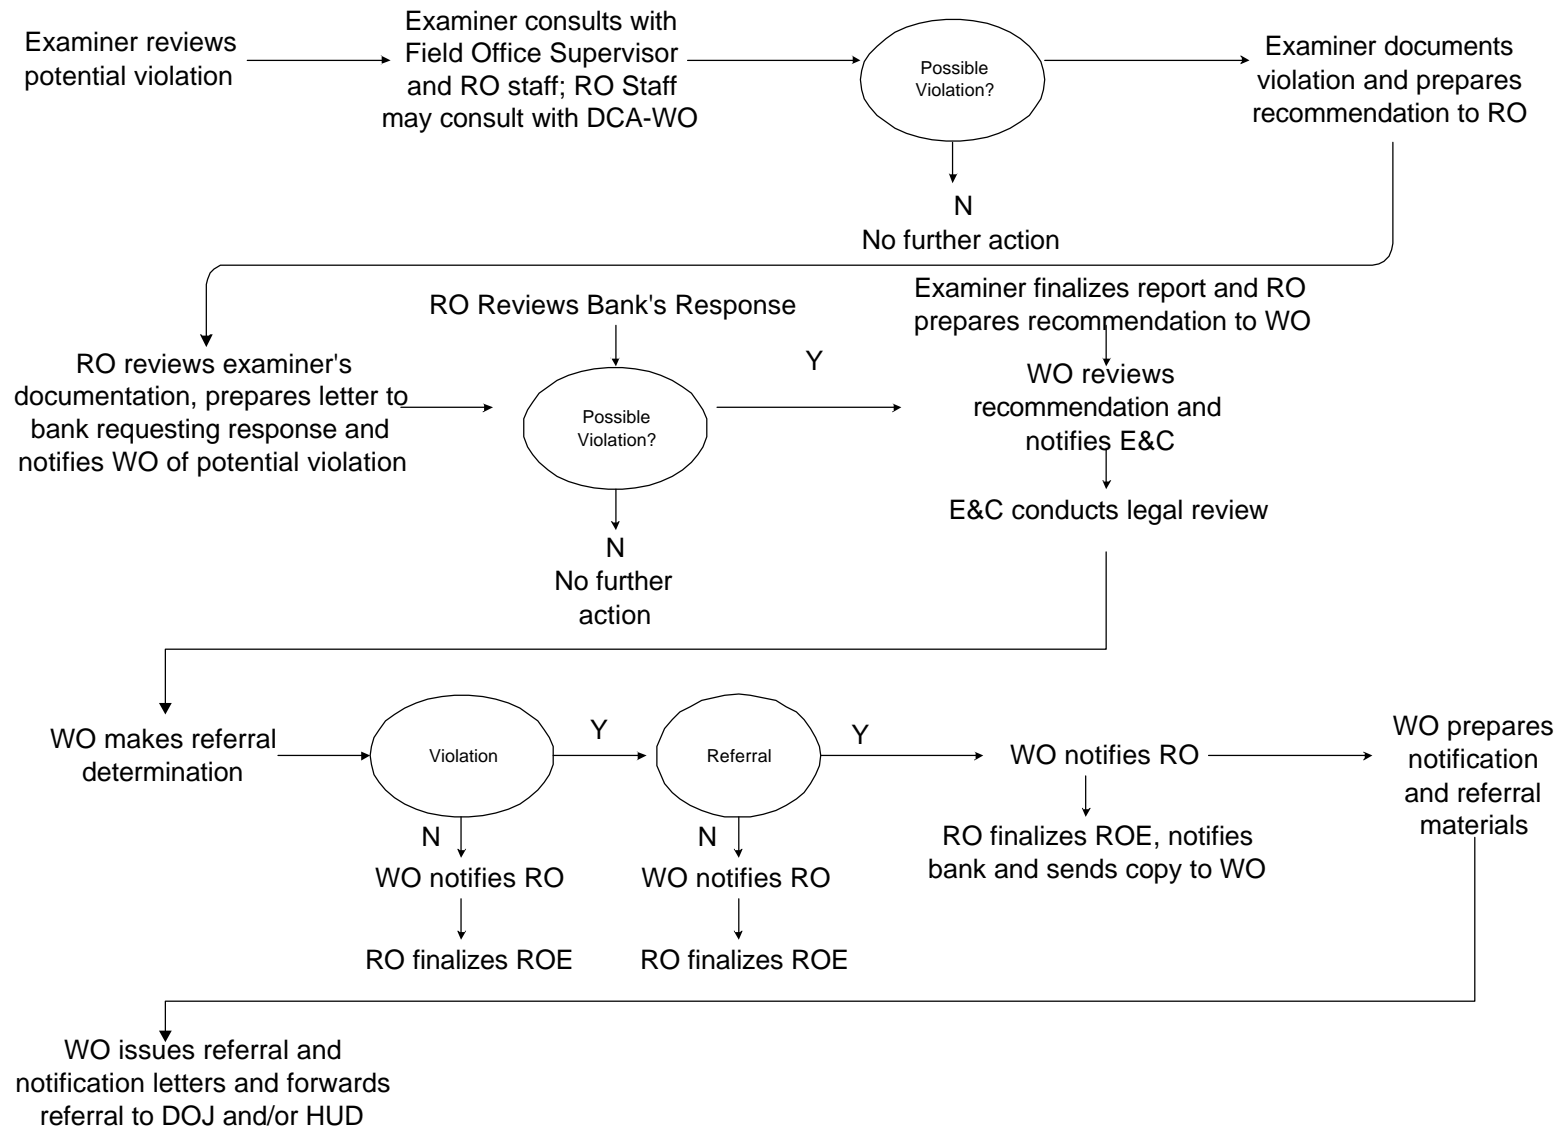 Examiner reviews
potential violation
Examiner consults with
Field Office Supervisor
and RO staff; RO Staff
may consult with DCA-WO
Possible
Violation?
Examiner documents
violation and prepares
recommendation to RO
N
No further action
RO reviews examiner's
documentation, prepares letter to
bank requesting response and
notifies WO of potential violation
RO Reviews Bank's Response
Possible
Violation?
Y
N
No further
action
Examiner finalizes report and RO
prepares recommendation to WO
WO reviews
recommendation and
notifies E&C
E&C conducts legal review
WO makes referral
determination
Violation
Y
Referral
Y
WO notifies RO
WO prepares
notification
and referral
materials
N
WO notifies RO
RO finalizes ROE
N
WO notifies RO
RO finalizes ROE
RO finalizes ROE, notifies
bank and sends copy to WO
WO issues referral and
notification letters and forwards
referral to DOJ and/or HUD